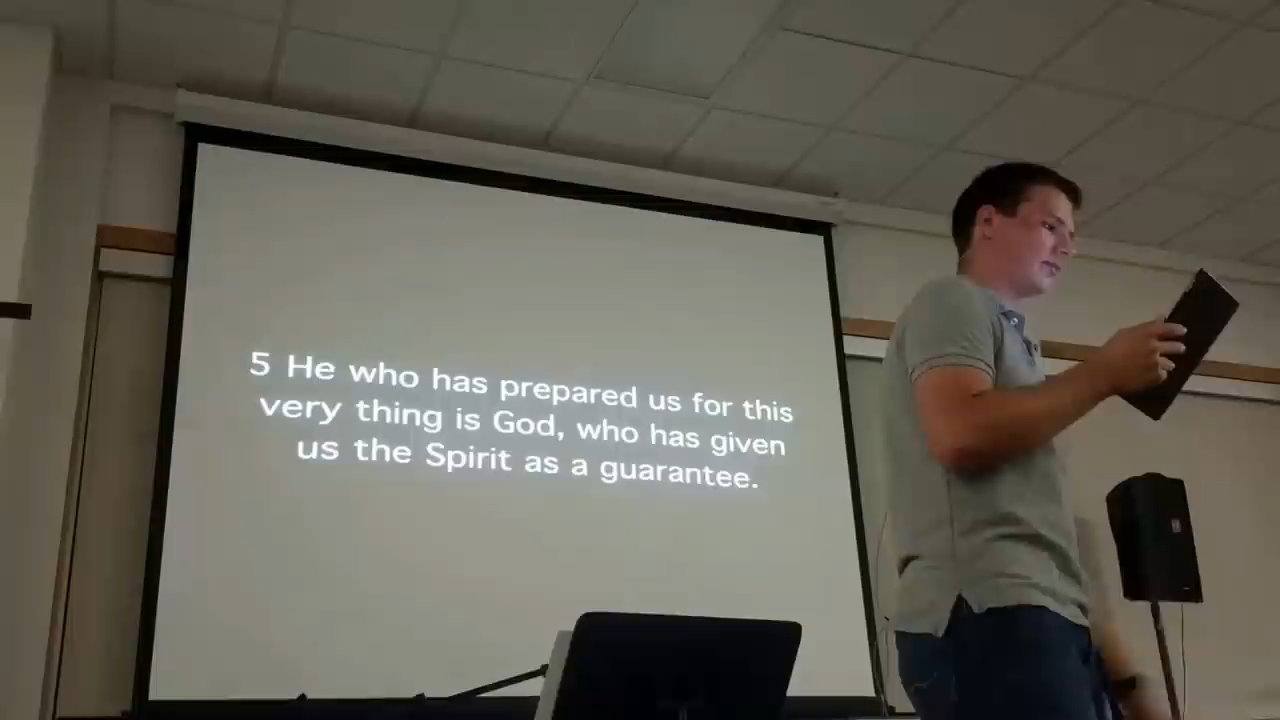 5 He who has prepared us for this
very thing is God, who has given
us the Spirit as a guarantee.